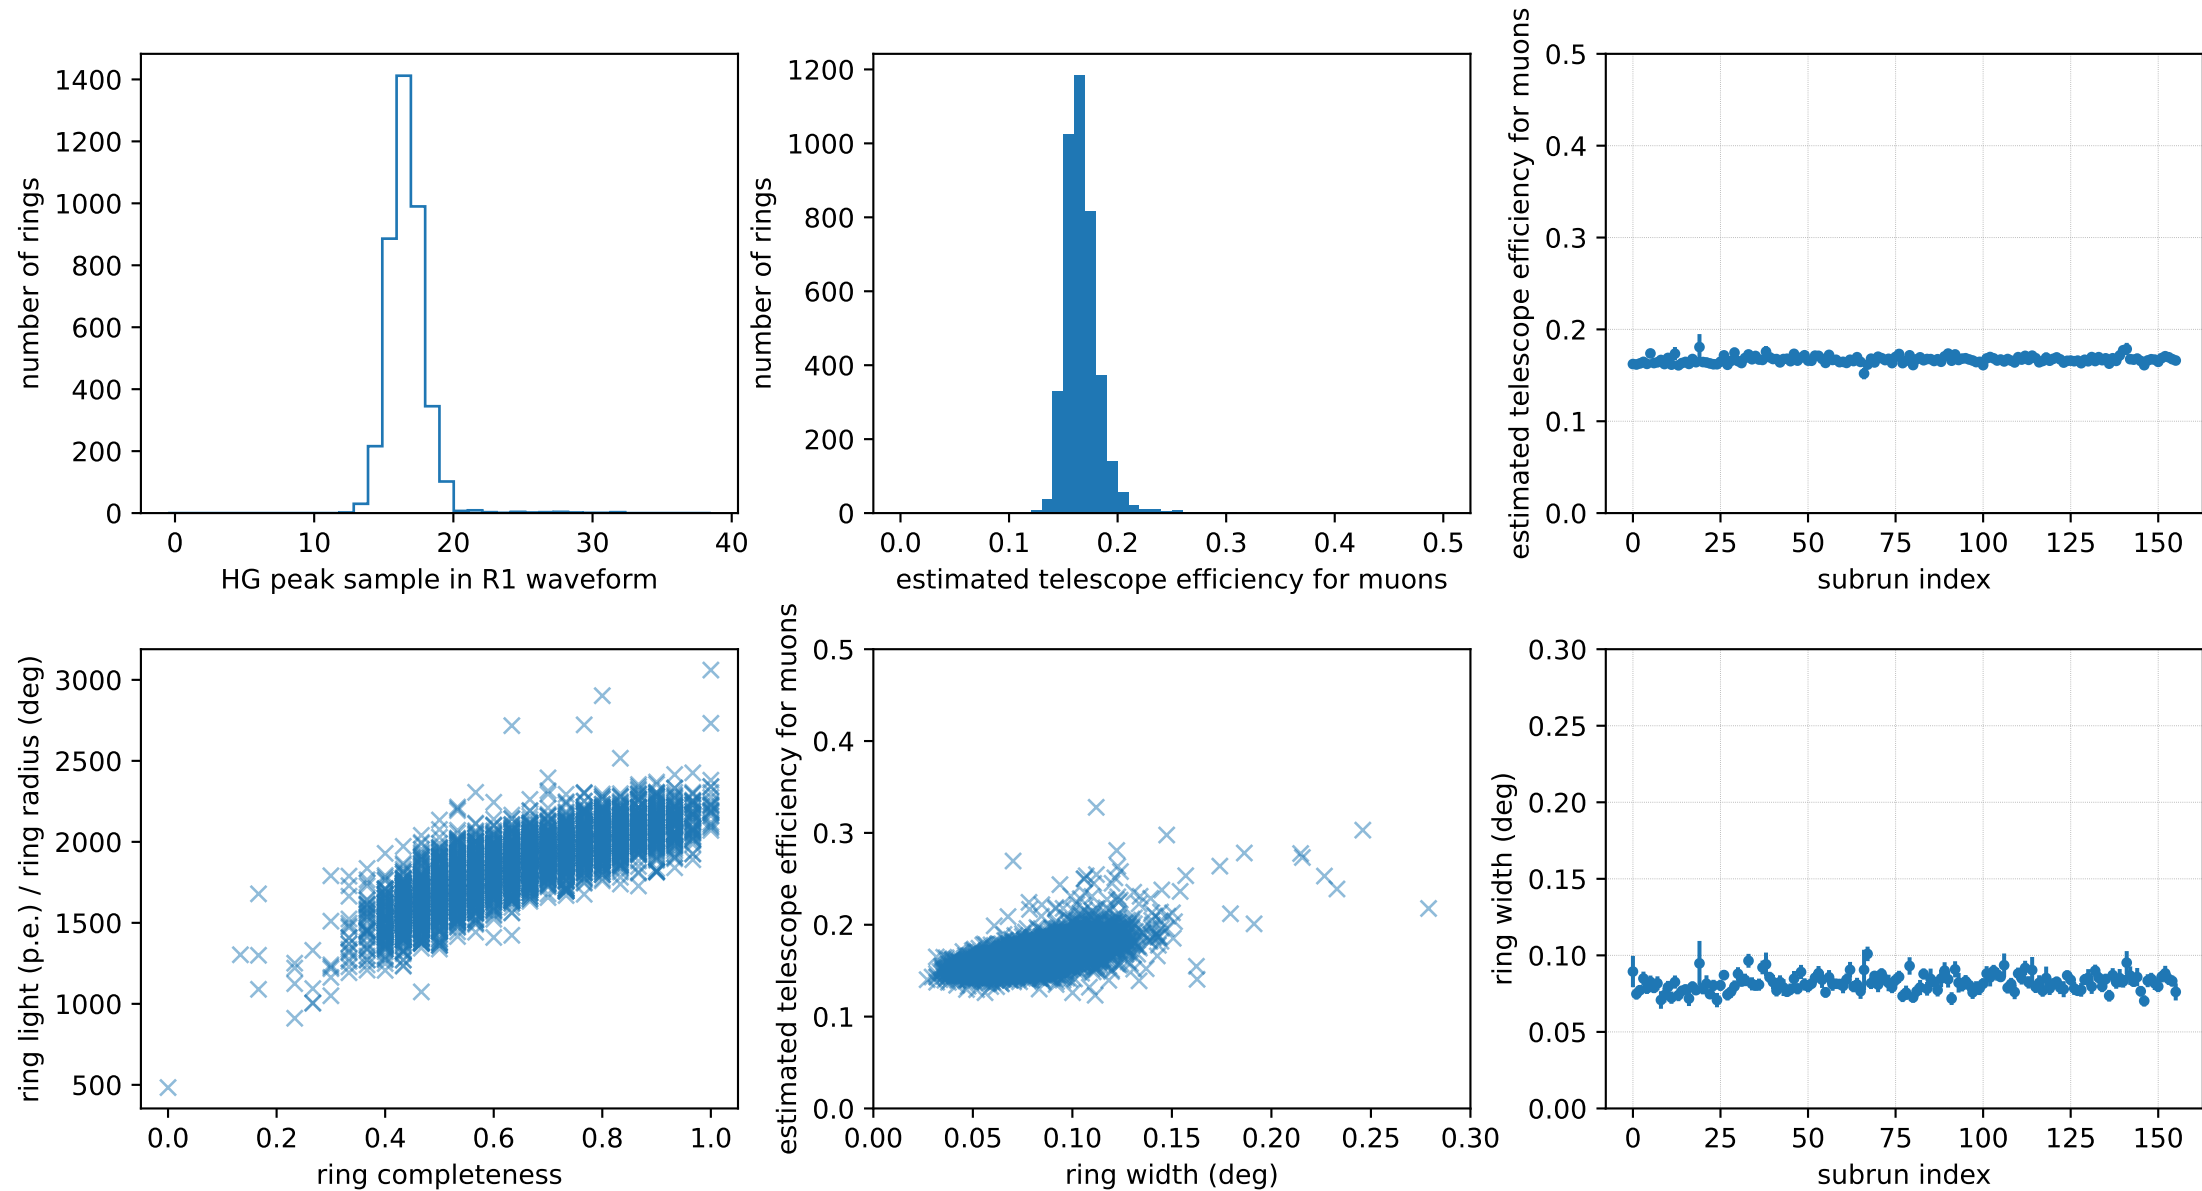 number of rings
1400
1200
1000
800
600
400
200
0
0 10 20 30 40
HG peak sample in R1 waveform
number of rings
1200
1000
800
600
400
200
0
0.0 0.1 0.2 0.3 0.4 0.5
estimated telescope efficiency for muons
estimated telescope efficiency for muons
0.5
0.4
0.3
0.2
0.1
0.0
0 25 50 75 100 125 150
subrun index
ring light (p.e.) / ring radius (deg)
3000
2500
2000
1500
1000
500
0.0 0.2 0.4 0.6 0.8 1.0
ring completeness
estimated telescope efficiency for muons
0.5
0.4
0.3
0.2
0.1
0.0
0.00 0.05 0.10 0.15 0.20 0.25 0.30
ring width (deg)
ring width (deg)
0.30
0.25
0.20
0.15
0.10
0.05
0.00
0 25 50 75 100 125 150
subrun index